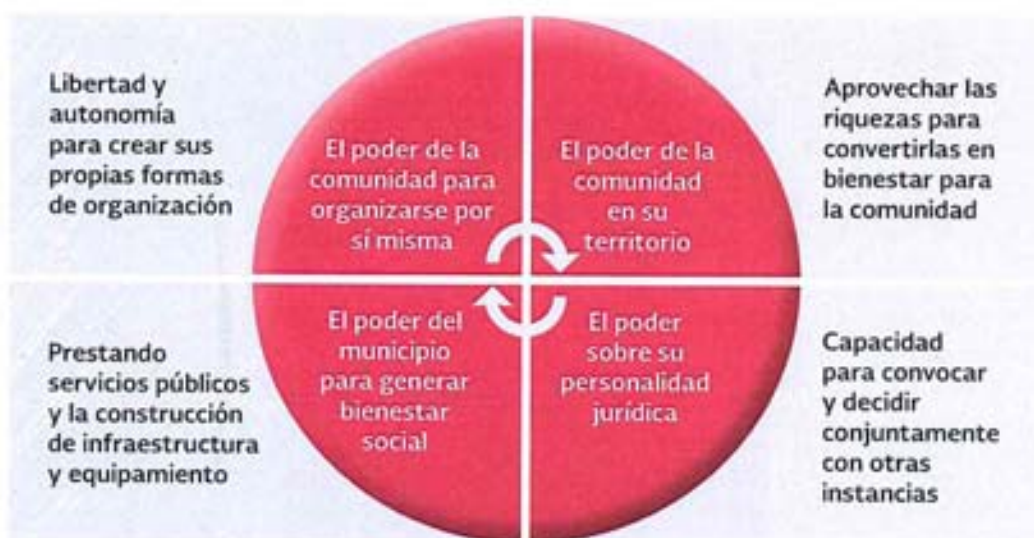 Libertad y
autonomía
para crear sus
propias formas
de organización
El poder de la
comunidad para
organizarse por
sí misma
El poder de la
comunidad
en su
territorio
Aprovechar las
riquezas para
convertirlas en
bienestar para
la comunidad
Prestando
servicios públicos
y la construcción
de infraestructura
y equipamiento
El poder del
municipio
para generar
bienestar
social
El poder
sobre su
personalidad
jurídica
Capacidad
para convocar
y decidir
conjuntamente
con otras
instancias